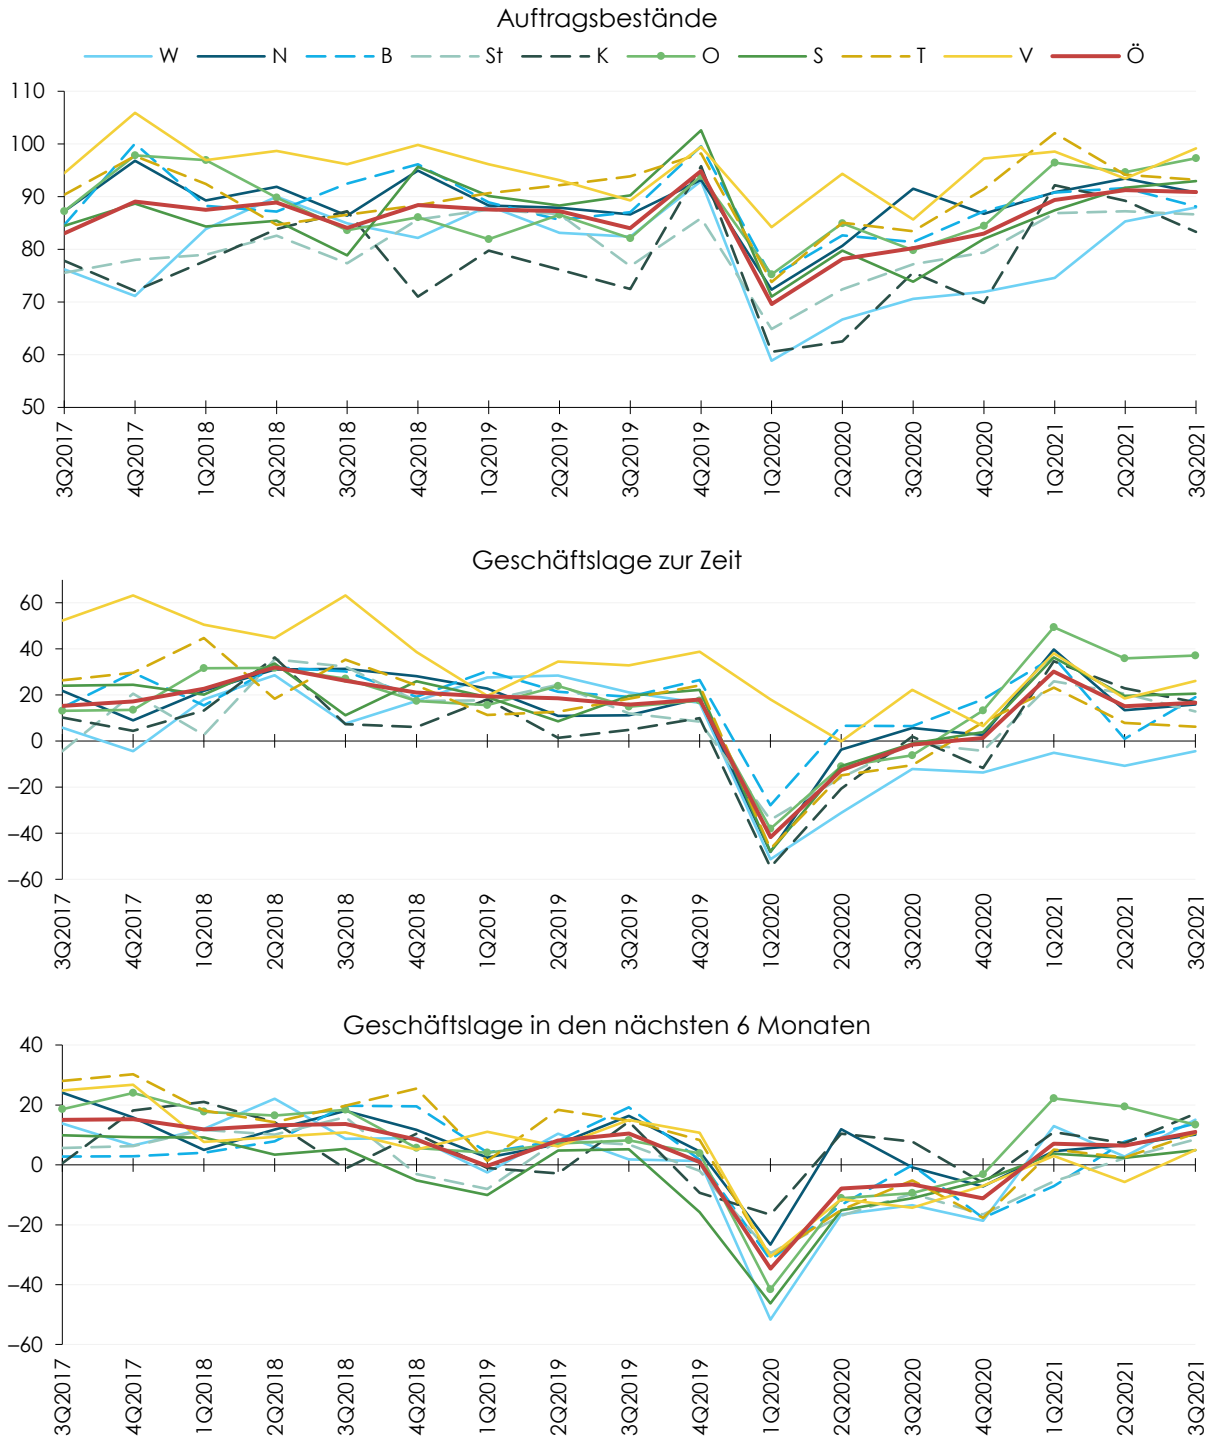 Auftragsbestände
W N B St K O S T V Ö
110
100
90
80
70
60
50
3Q2017 4Q2017 1Q2018 2Q2018 3Q2018 4Q2018 1Q2019 2Q2019 3Q2019 4Q2019 1Q2020 2Q2020 3Q2020 4Q2020 1Q2021 2Q2021 3Q2021
Geschäftslage zur Zeit
60
40
20
0
–20
–40
–60
3Q2017 4Q2017 1Q2018 2Q2018 3Q2018 4Q2018 1Q2019 2Q2019 3Q2019 4Q2019 1Q2020 2Q2020 3Q2020 4Q2020 1Q2021 2Q2021 3Q2021
Geschäftslage in den nächsten 6 Monaten
40
20
0
–20
–40
–60
3Q2017 4Q2017 1Q2018 2Q2018 3Q2018 4Q2018 1Q2019 2Q2019 3Q2019 4Q2019 1Q2020 2Q2020 3Q2020 4Q2020 1Q2021 2Q2021 3Q2021